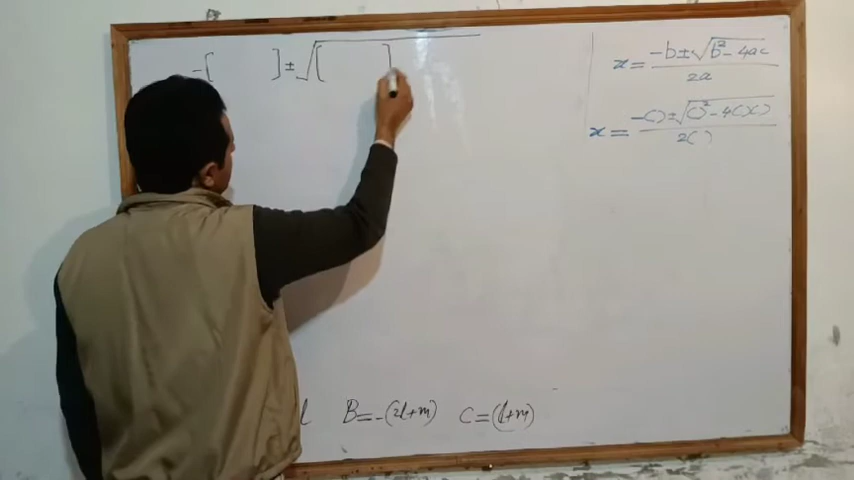 -[ ] ± √[ ]
x = -b±√b²-4ac / 2a
x = -( )±√( )²-4( )( ) / 2( )
l B=-(2l+m) C=(l+m)